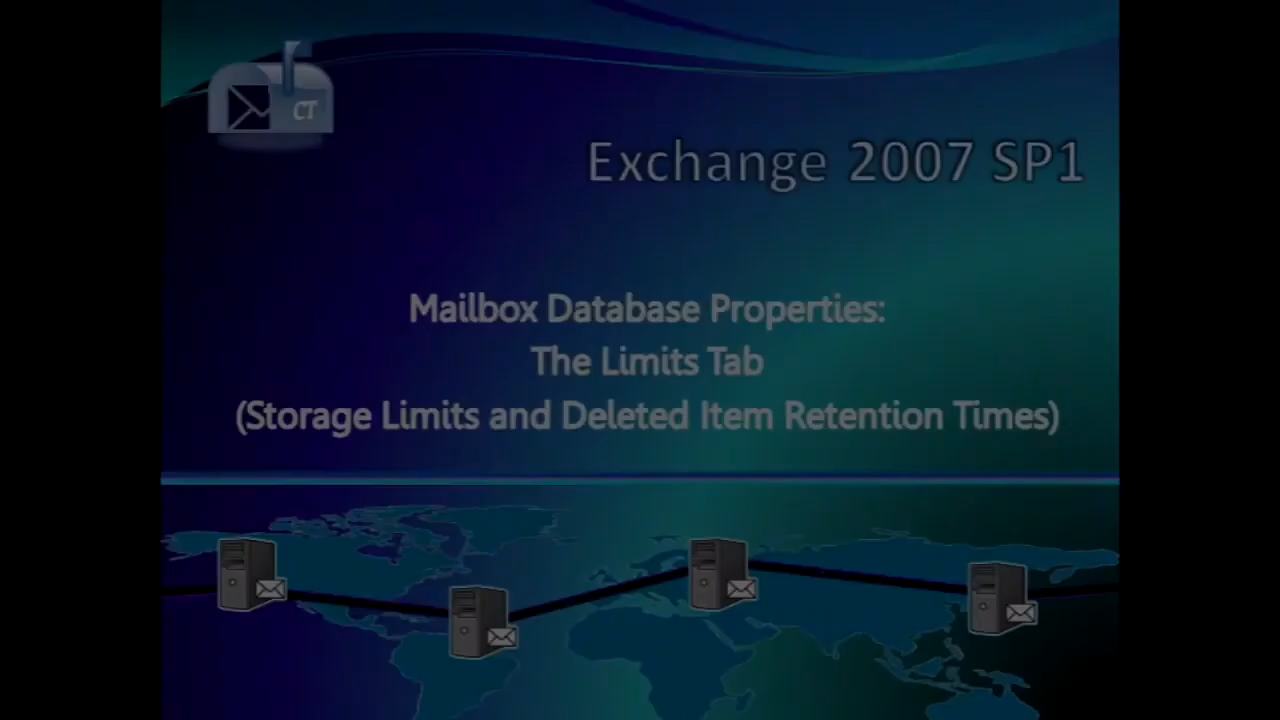 CT
Exchange 2007 SP1
Mailbox Database Properties:
The Limits Tab
(Storage Limits and Deleted Item Retention Times)